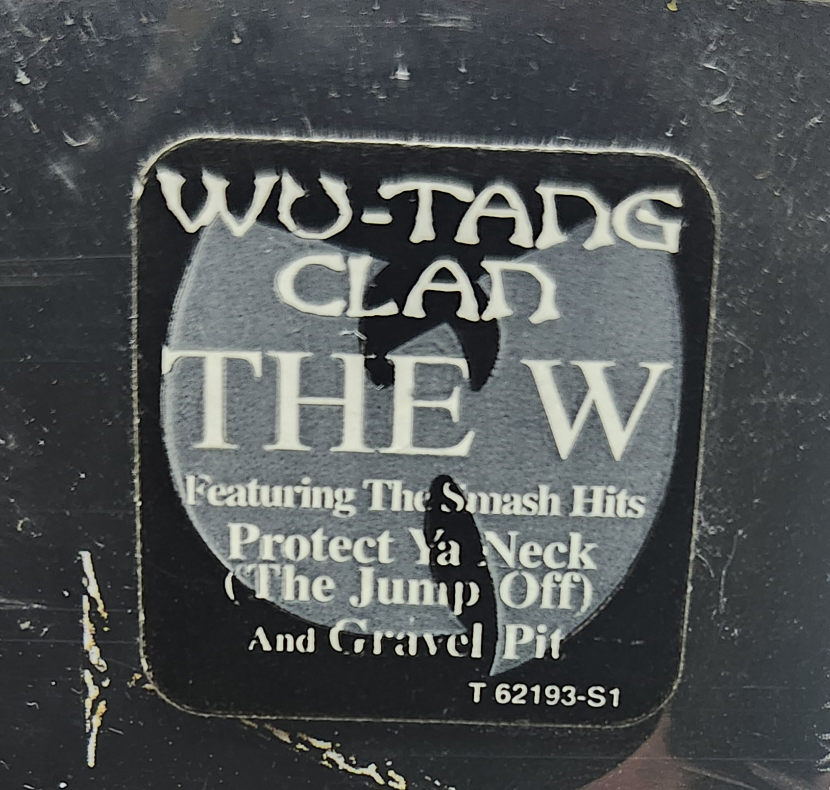 WU-TANG
CLAN
THE W
Featuring The Smash Hits
Protect Ya Neck
(The Jump Off)
And Gravel Pit
T 62193-S1